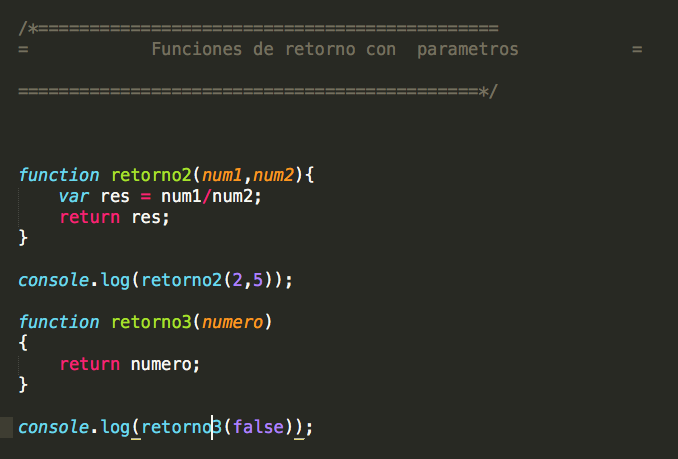 /*=============================================
=            Funciones de retorno con  parametros           =
=============================================*/
function retorno2(num1,num2){
    var res = num1/num2;
    return res;
}
console.log(retorno2(2,5));
function retorno3(numero)
{
    return numero;
}
console.log(retorno3(false));